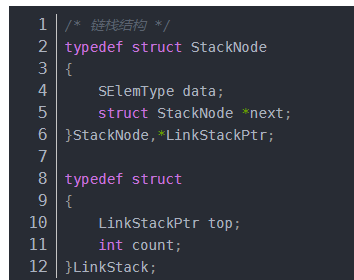 1 /* 链栈结构 */
2 typedef struct StackNode
3 {
4     SElemType data;
5     struct StackNode *next;
6 }StackNode,*LinkStackPtr;
7
8 typedef struct
9 {
10     LinkStackPtr top;
11     int count;
12 }LinkStack;